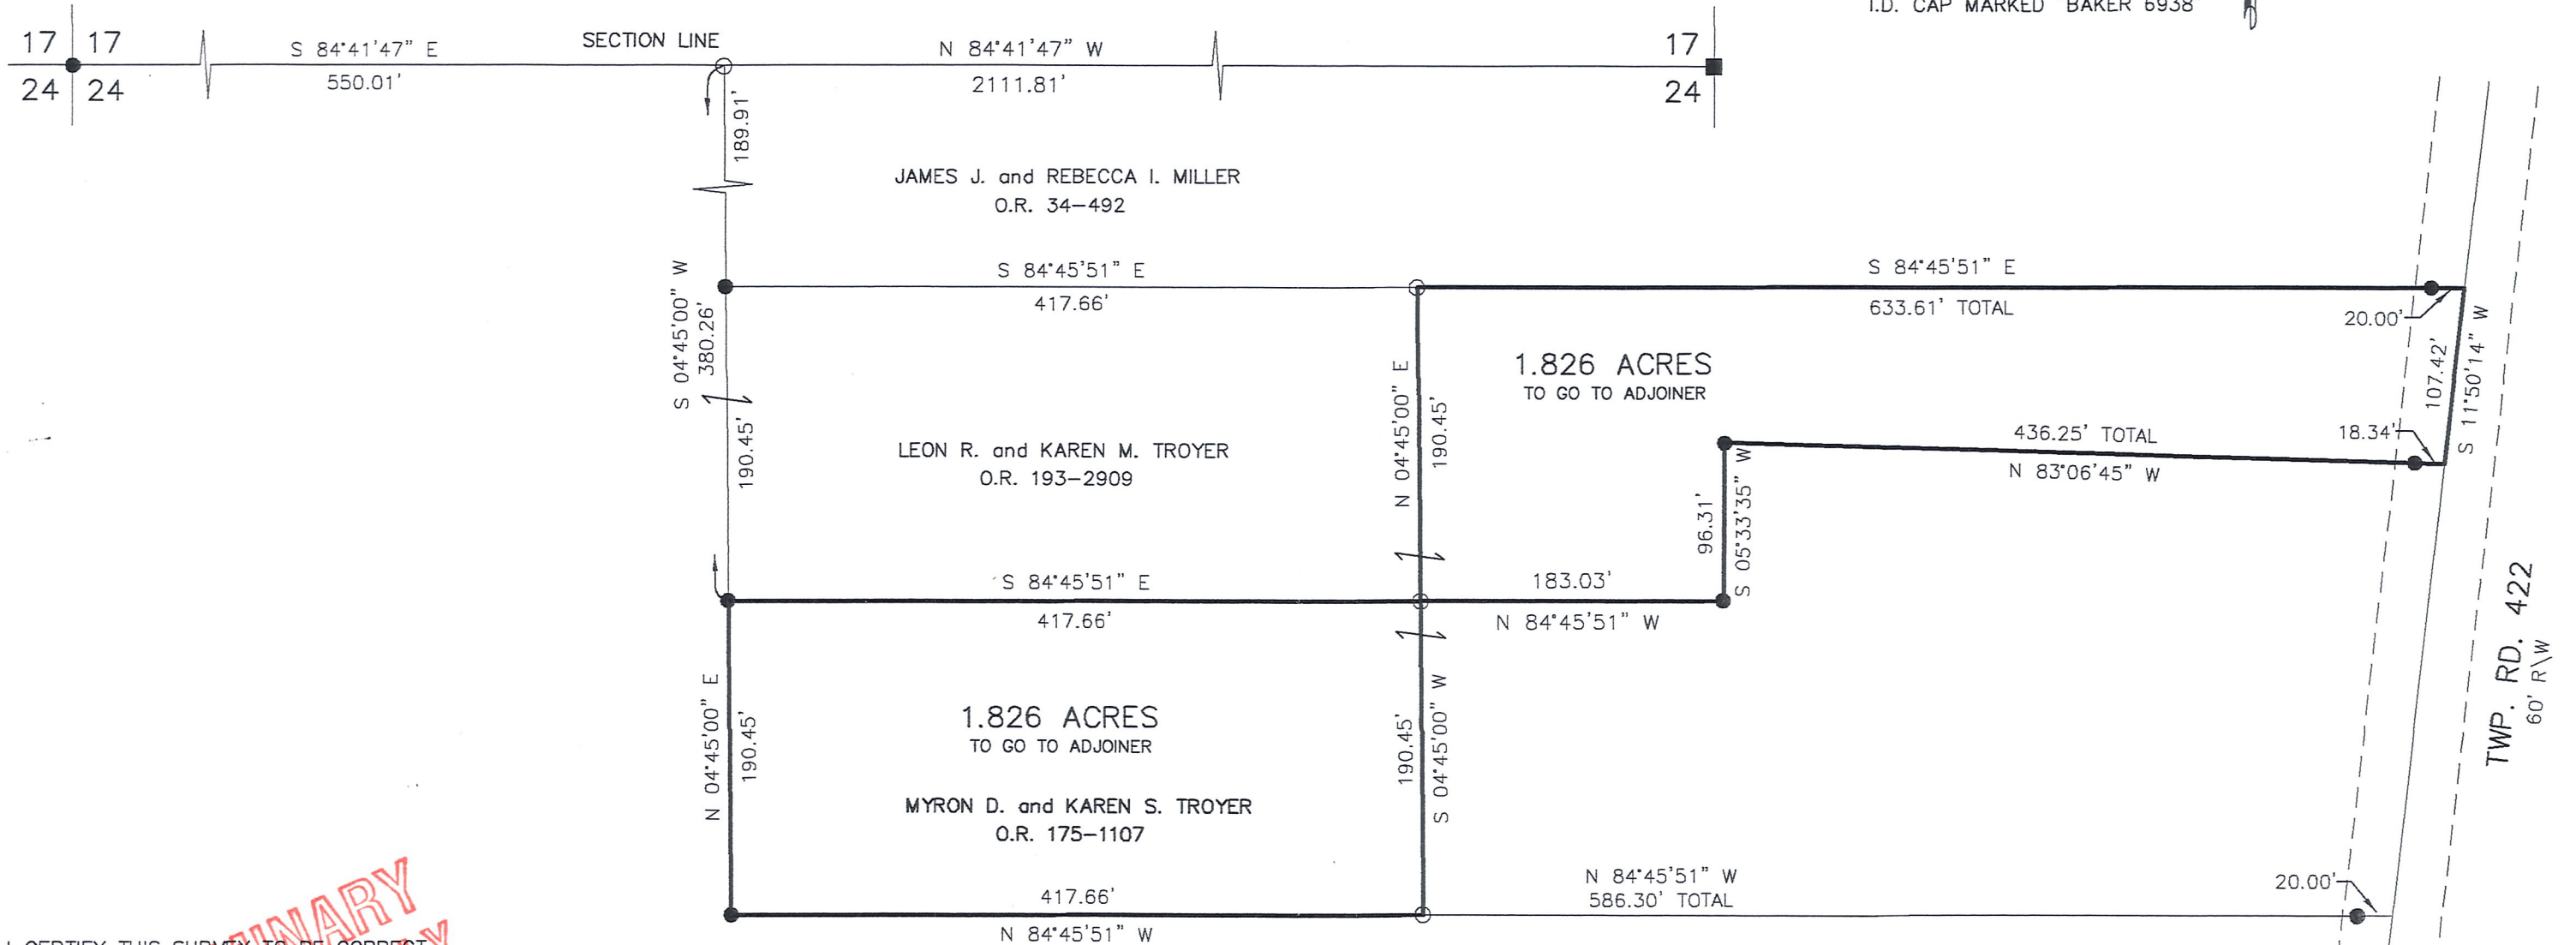 I.D. CAP MARKED BAKER 6938
17
17
24
24
S 84°41'47" E
550.01'
SECTION LINE
N 84°41'47" W
2111.81'
17
24
189.91'
JAMES J. and REBECCA I. MILLER
O.R. 34-492
S 04°45'00" W
380.26'
S 84°45'51" E
417.66'
S 84°45'51" E
633.61' TOTAL
20.00'
107.42'
S 11°50'14" W
1.826 ACRES
TO GO TO ADJOINER
N 04°45'00" E
190.45'
190.45'
LEON R. and KAREN M. TROYER
O.R. 193-2909
436.25' TOTAL
N 83°06'45" W
18.34'
96.31'
S 05°33'35" W
S 84°45'51" E
417.66'
183.03'
N 84°45'51" W
TWP. RD. 422
60' R\W
N 04°45'00" E
190.45'
1.826 ACRES
TO GO TO ADJOINER
MYRON D. and KAREN S. TROYER
O.R. 175-1107
190.45'
S 04°45'00" W
417.66'
N 84°45'51" W
N 84°45'51" W
586.30' TOTAL
20.00'
I CERTIFY THIS SURVEY TO BE CORRECT